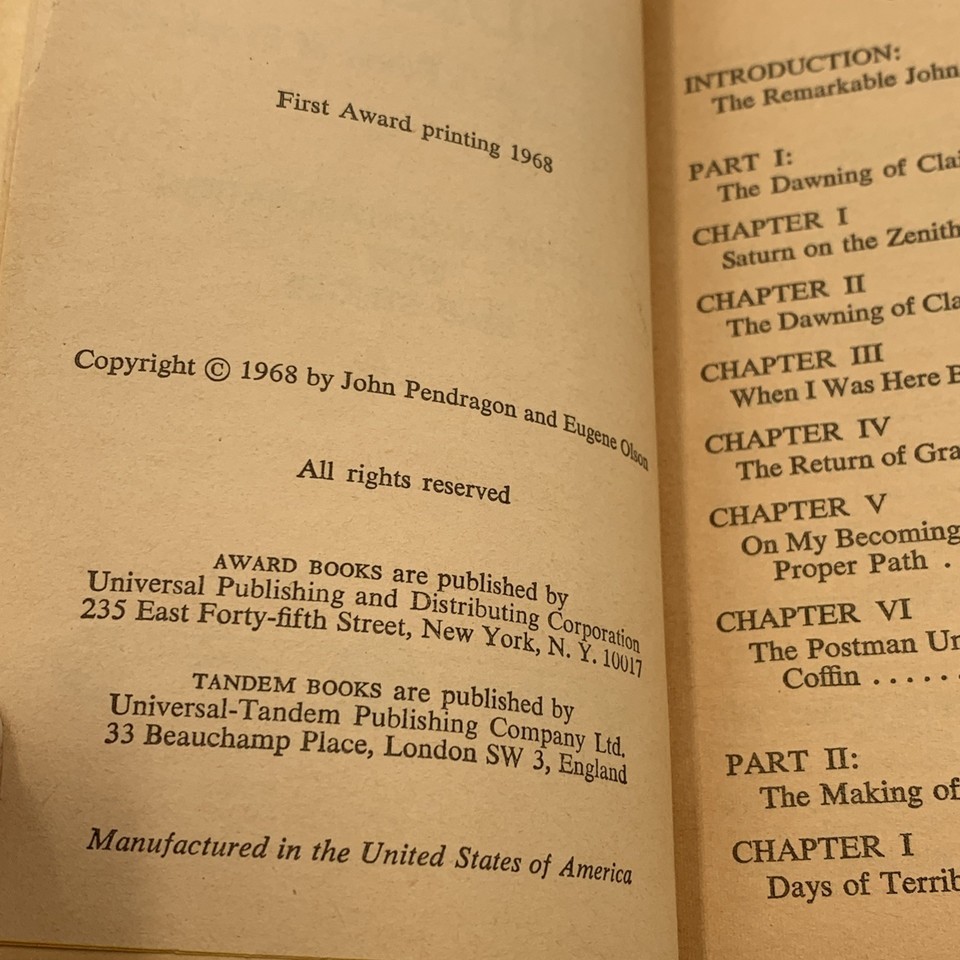 First Award printing 1968
Copyright © 1968 by John Pendragon and Eugene Olson
All rights reserved
AWARD BOOKS are published by
Universal Publishing and Distributing Corporation
235 East Forty-fifth Street, New York, N. Y. 10017
TANDEM BOOKS are published by
Universal-Tandem Publishing Company Ltd.
33 Beauchamp Place, London SW 3, England
Manufactured in the United States of America
INTRODUCTION:
The Remarkable John
PART I:
The Dawning of
CHAPTER I
Saturn on the Zenith
CHAPTER II
The Dawning of
CHAPTER III
When I Was Here
CHAPTER IV
The Return of
CHAPTER V
On My Becoming
Proper Path .
CHAPTER VI
The Postman
Coffin . . . . . .
PART II:
The Making of
CHAPTER I
Days of